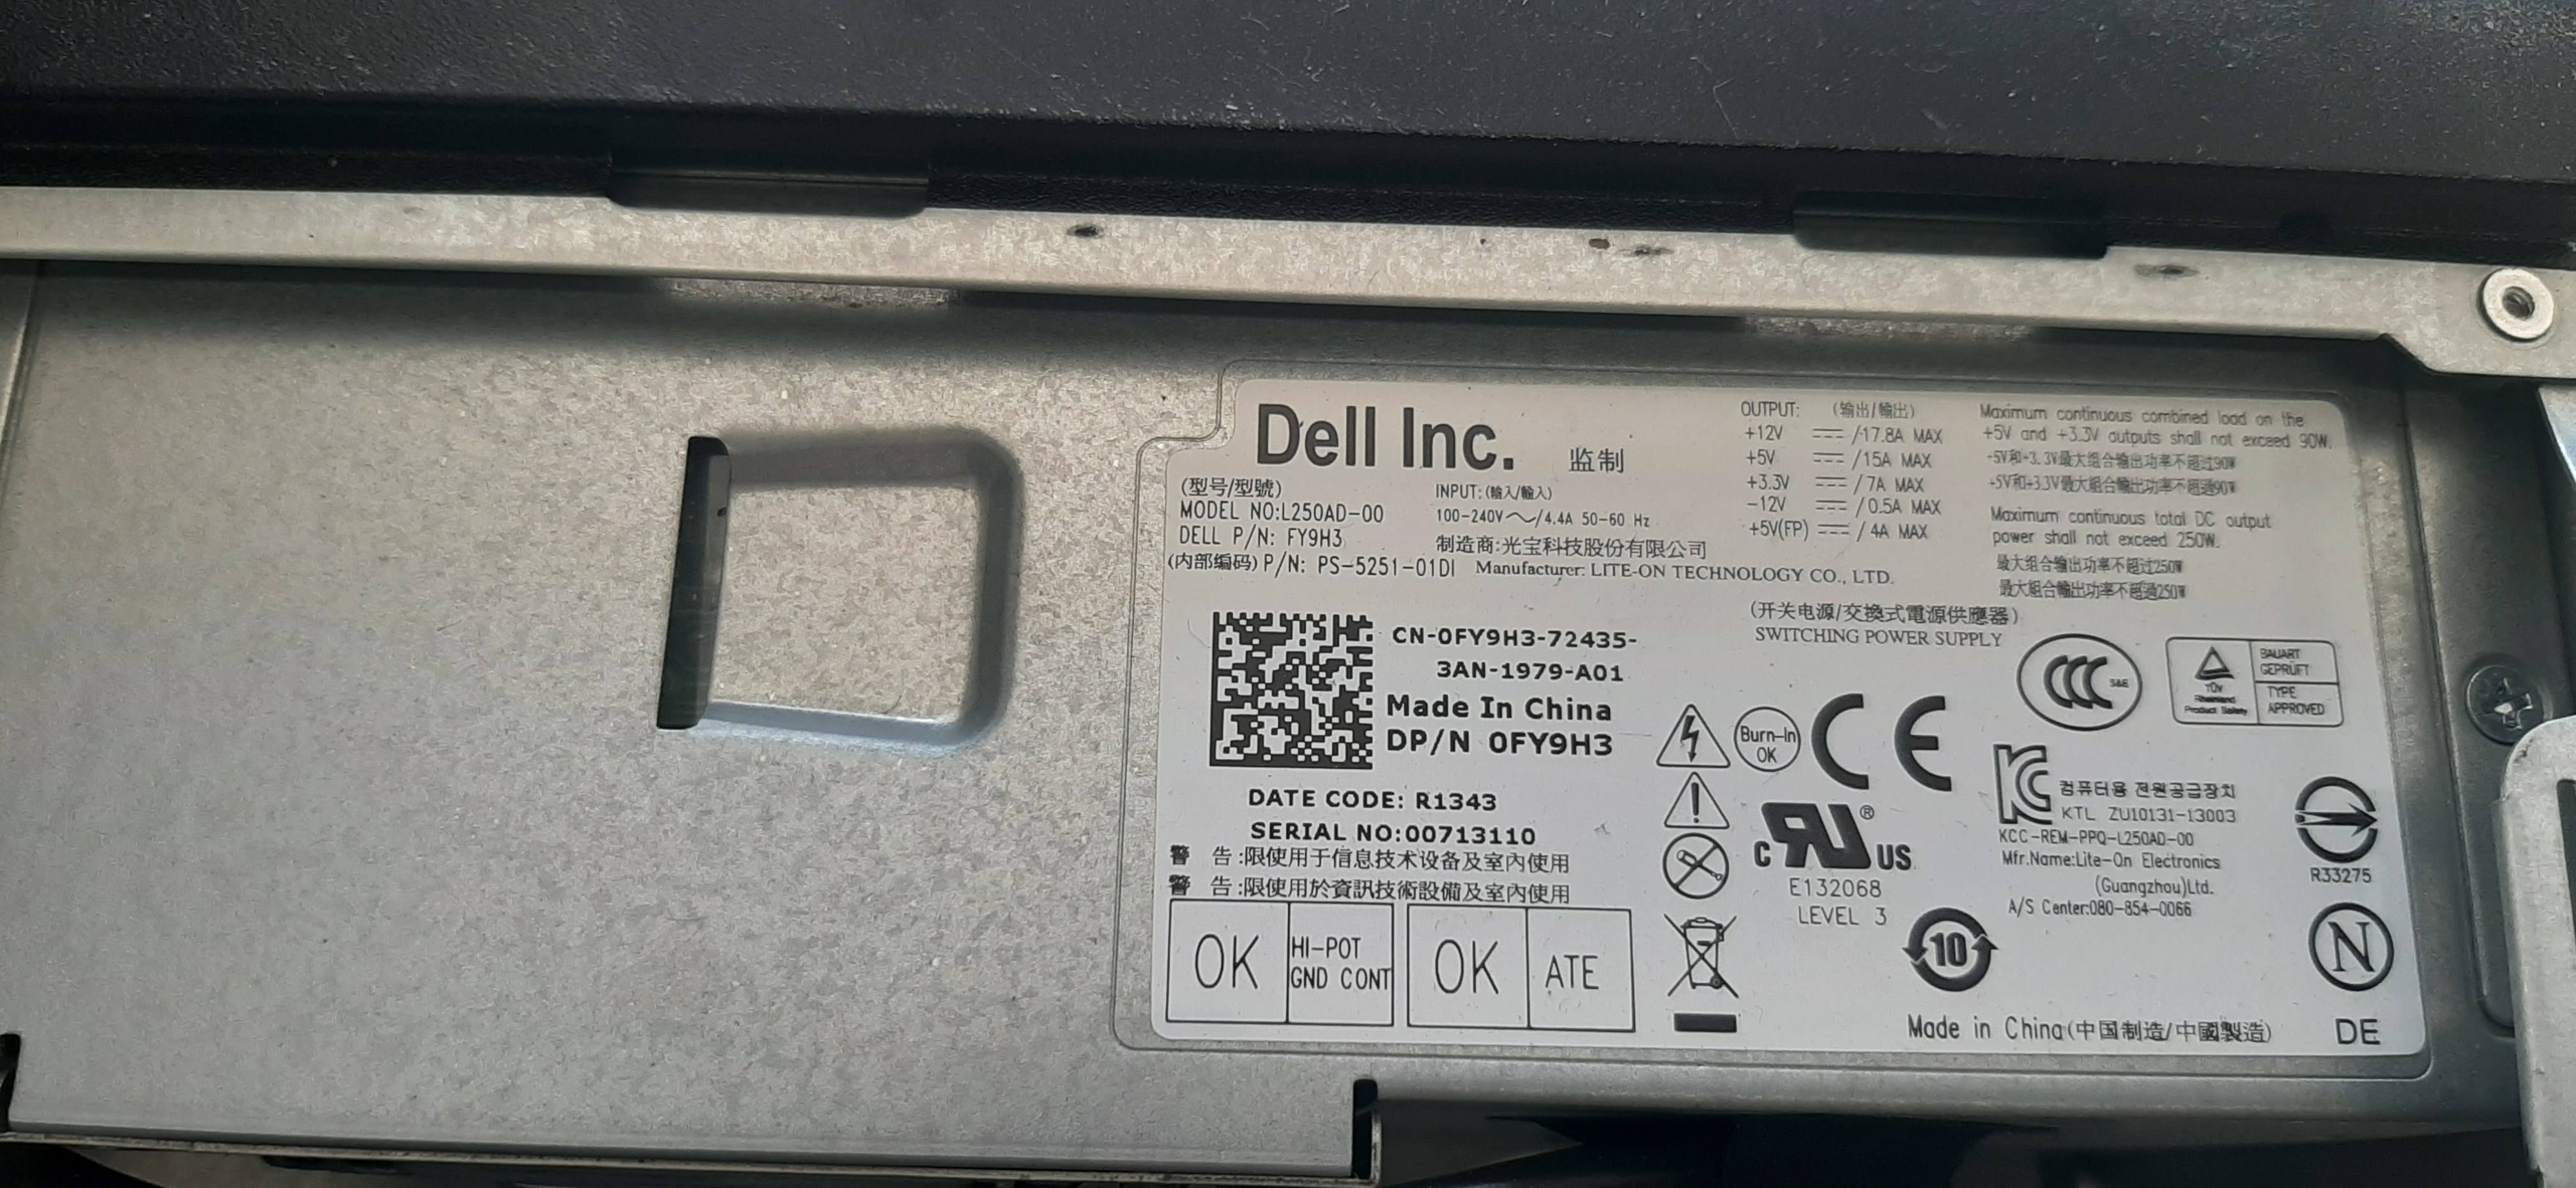 Dell Inc. 监制
(型号/型號)
MODEL NO:L250AD-00
DELL P/N: FY9H3
(内部编码) P/N: PS-5251-01DI
INPUT: (输入/輸入)
100-240V～/4.4A 50-60 Hz
制造商:光宝科技股份有限公司
Manufacturer: LITE-ON TECHNOLOGY CO., LTD.
OUTPUT: (输出/輸出)
+12V ⎓ /17.8A MAX
+5V ⎓ /15A MAX
+3.3V ⎓ / 7A MAX
-12V ⎓ / 0.5A MAX
+5V(FP) ⎓ / 4A MAX
Maximum continuous combined load on the
+5V and +3.3V outputs shall not exceed 90W.
+5V和+3.3V最大组合输出功率不超过90W
+5V和+3.3V最大組合輸出功率不超過90W
Maximum continuous total DC output
power shall not exceed 250W.
最大组合输出功率不超过250W
最大組合輸出功率不超過250W
(开关电源/交換式電源供應器)
SWITCHING POWER SUPPLY
CN-0FY9H3-72435-
3AN-1979-A01
Made In China
DP/N 0FY9H3
DATE CODE: R1343
SERIAL NO:00713110
警 告:限使用于信息技术设备及室内使用
警 告:限使用於資訊技術設備及室內使用
OK
HI-POT
GND CONT
OK
ATE
Burn-In
OK
CE
CCC
S&E
TÜV
Rheinland
Product Safety
BAUART
GEPRÜFT
TYPE
APPROVED
C RU ® US
E132068
LEVEL 3
컴퓨터용 전원공급장치
KTL ZU10131-13003
KCC-REM-PPQ-L250AD-00
Mfr.Name:Lite-On Electronics
(Guangzhou)Ltd.
A/S Center:080-854-0066
R33275
10
N
Made in China(中国制造/中國製造)
DE